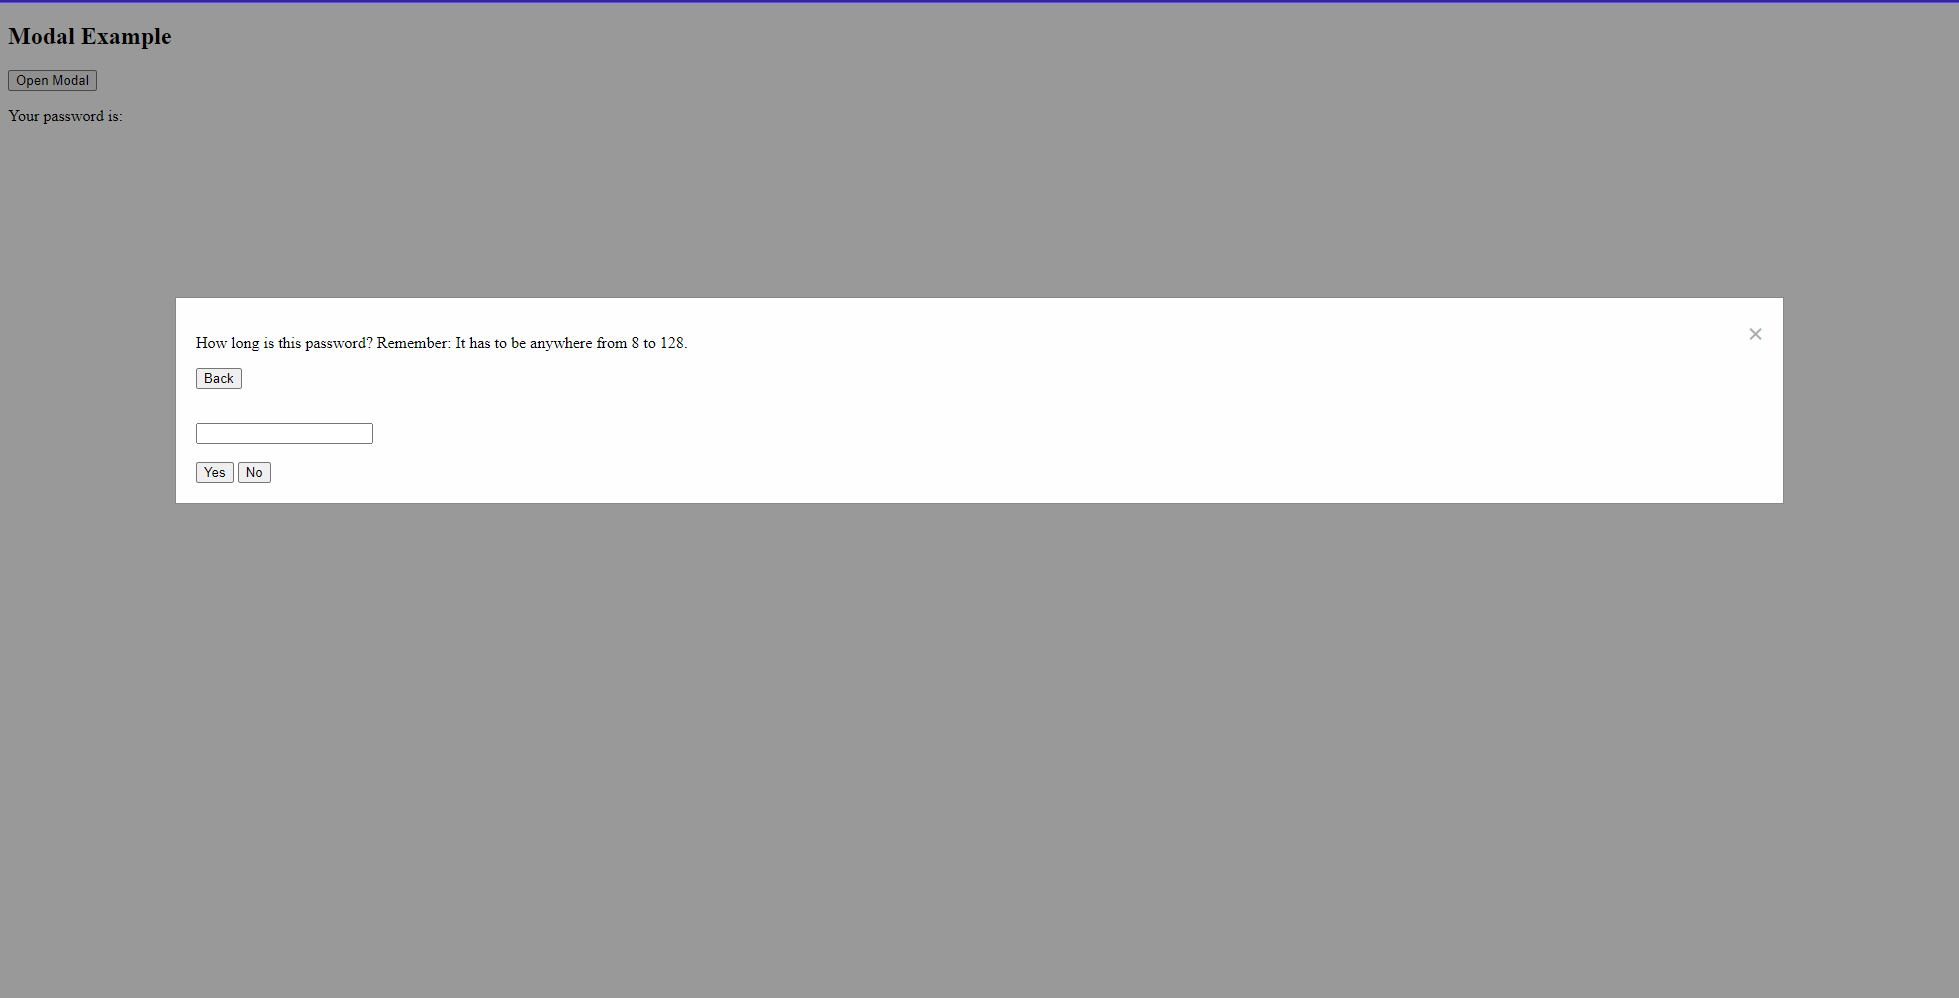 Modal Example
Open Modal
Your password is:
How long is this password? Remember: It has to be anywhere from 8 to 128.
×
Back
Yes No